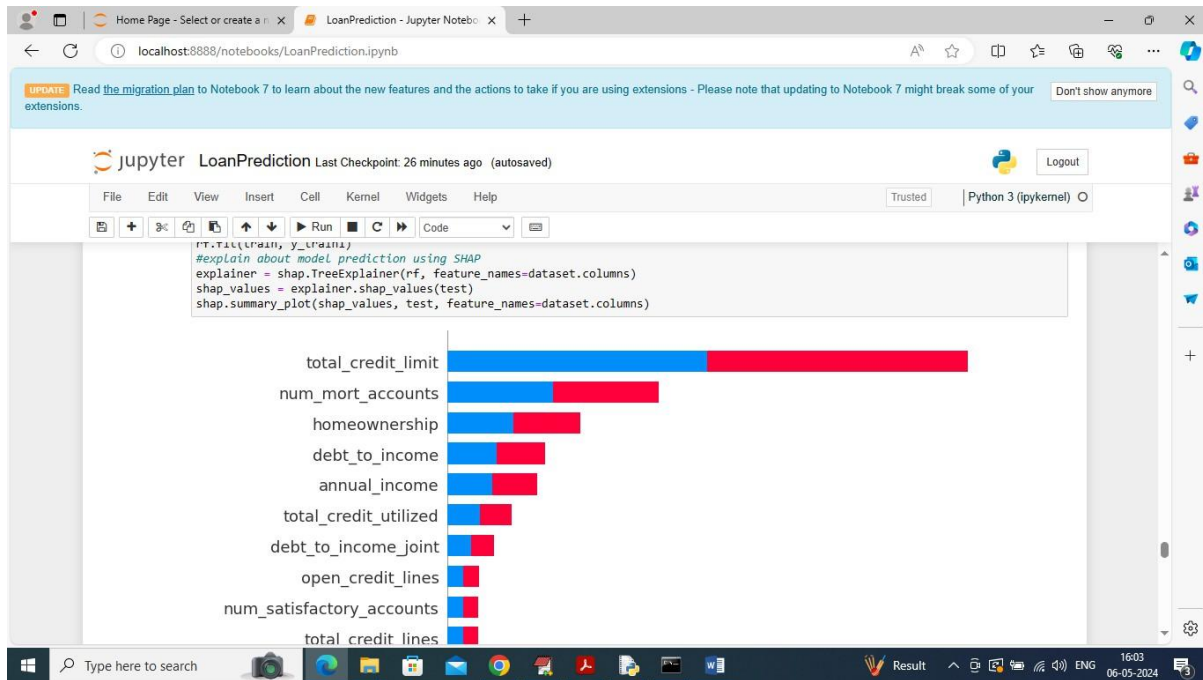 Home Page - Select or create a n
LoanPrediction - Jupyter Notebo
localhost:8888/notebooks/LoanPrediction.ipynb
UPDATE Read the migration plan to Notebook 7 to learn about the new features and the actions to take if you are using extensions - Please note that updating to Notebook 7 might break some of your
extensions.
Don't show anymore
jupyter LoanPrediction Last Checkpoint: 26 minutes ago (autosaved)
Logout
File Edit View Insert Cell Kernel Widgets Help
Trusted
Python 3 (ipykernel)
Run
Code
rf.fit(train, y_train1)
#explain about model prediction using SHAP
explainer = shap.TreeExplainer(rf, feature_names=dataset.columns)
shap_values = explainer.shap_values(test)
shap.summary_plot(shap_values, test, feature_names=dataset.columns)
total_credit_limit
num_mort_accounts
homeownership
debt_to_income
annual_income
total_credit_utilized
debt_to_income_joint
open_credit_lines
num_satisfactory_accounts
total_credit_lines
Type here to search
Result
ENG
16:03
06-05-2024
3